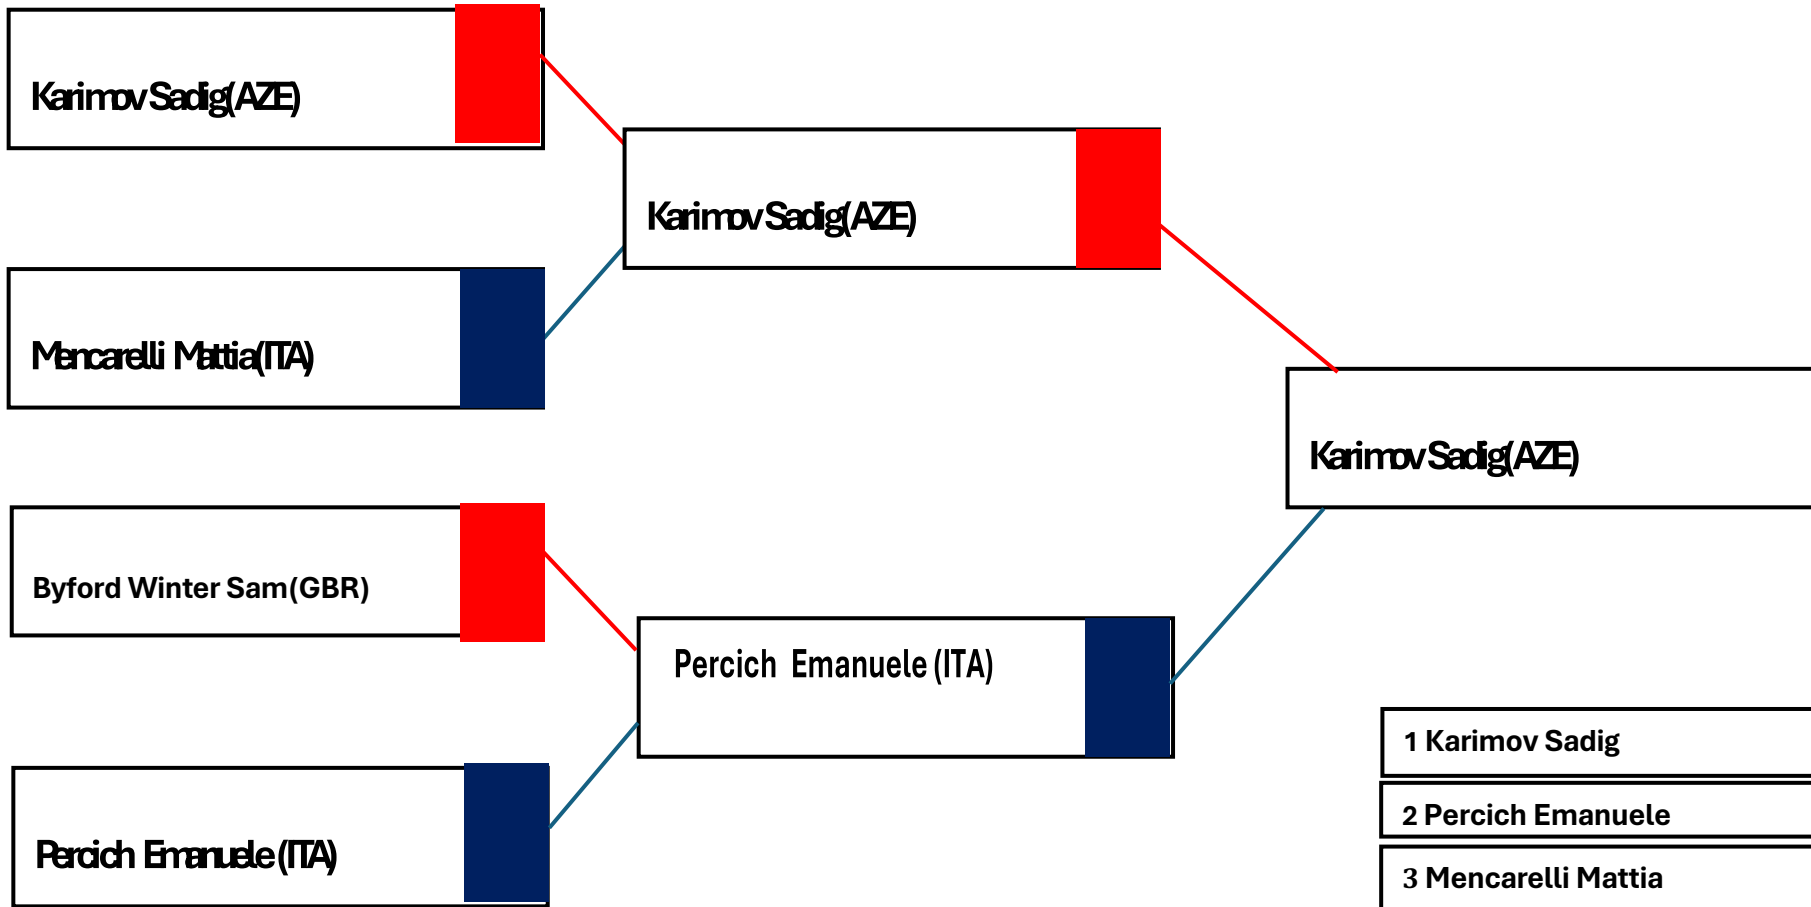 Karimov Sadig(AZE)
Karimov Sadig(AZE)
Mencarelli Mattia(ITA)
Karimov Sadig(AZE)
Byford Winter Sam(GBR)
Percich Emanuele (ITA)
Percich Emanuele (ITA)
1 Karimov Sadig
2 Percich Emanuele
3 Mencarelli Mattia